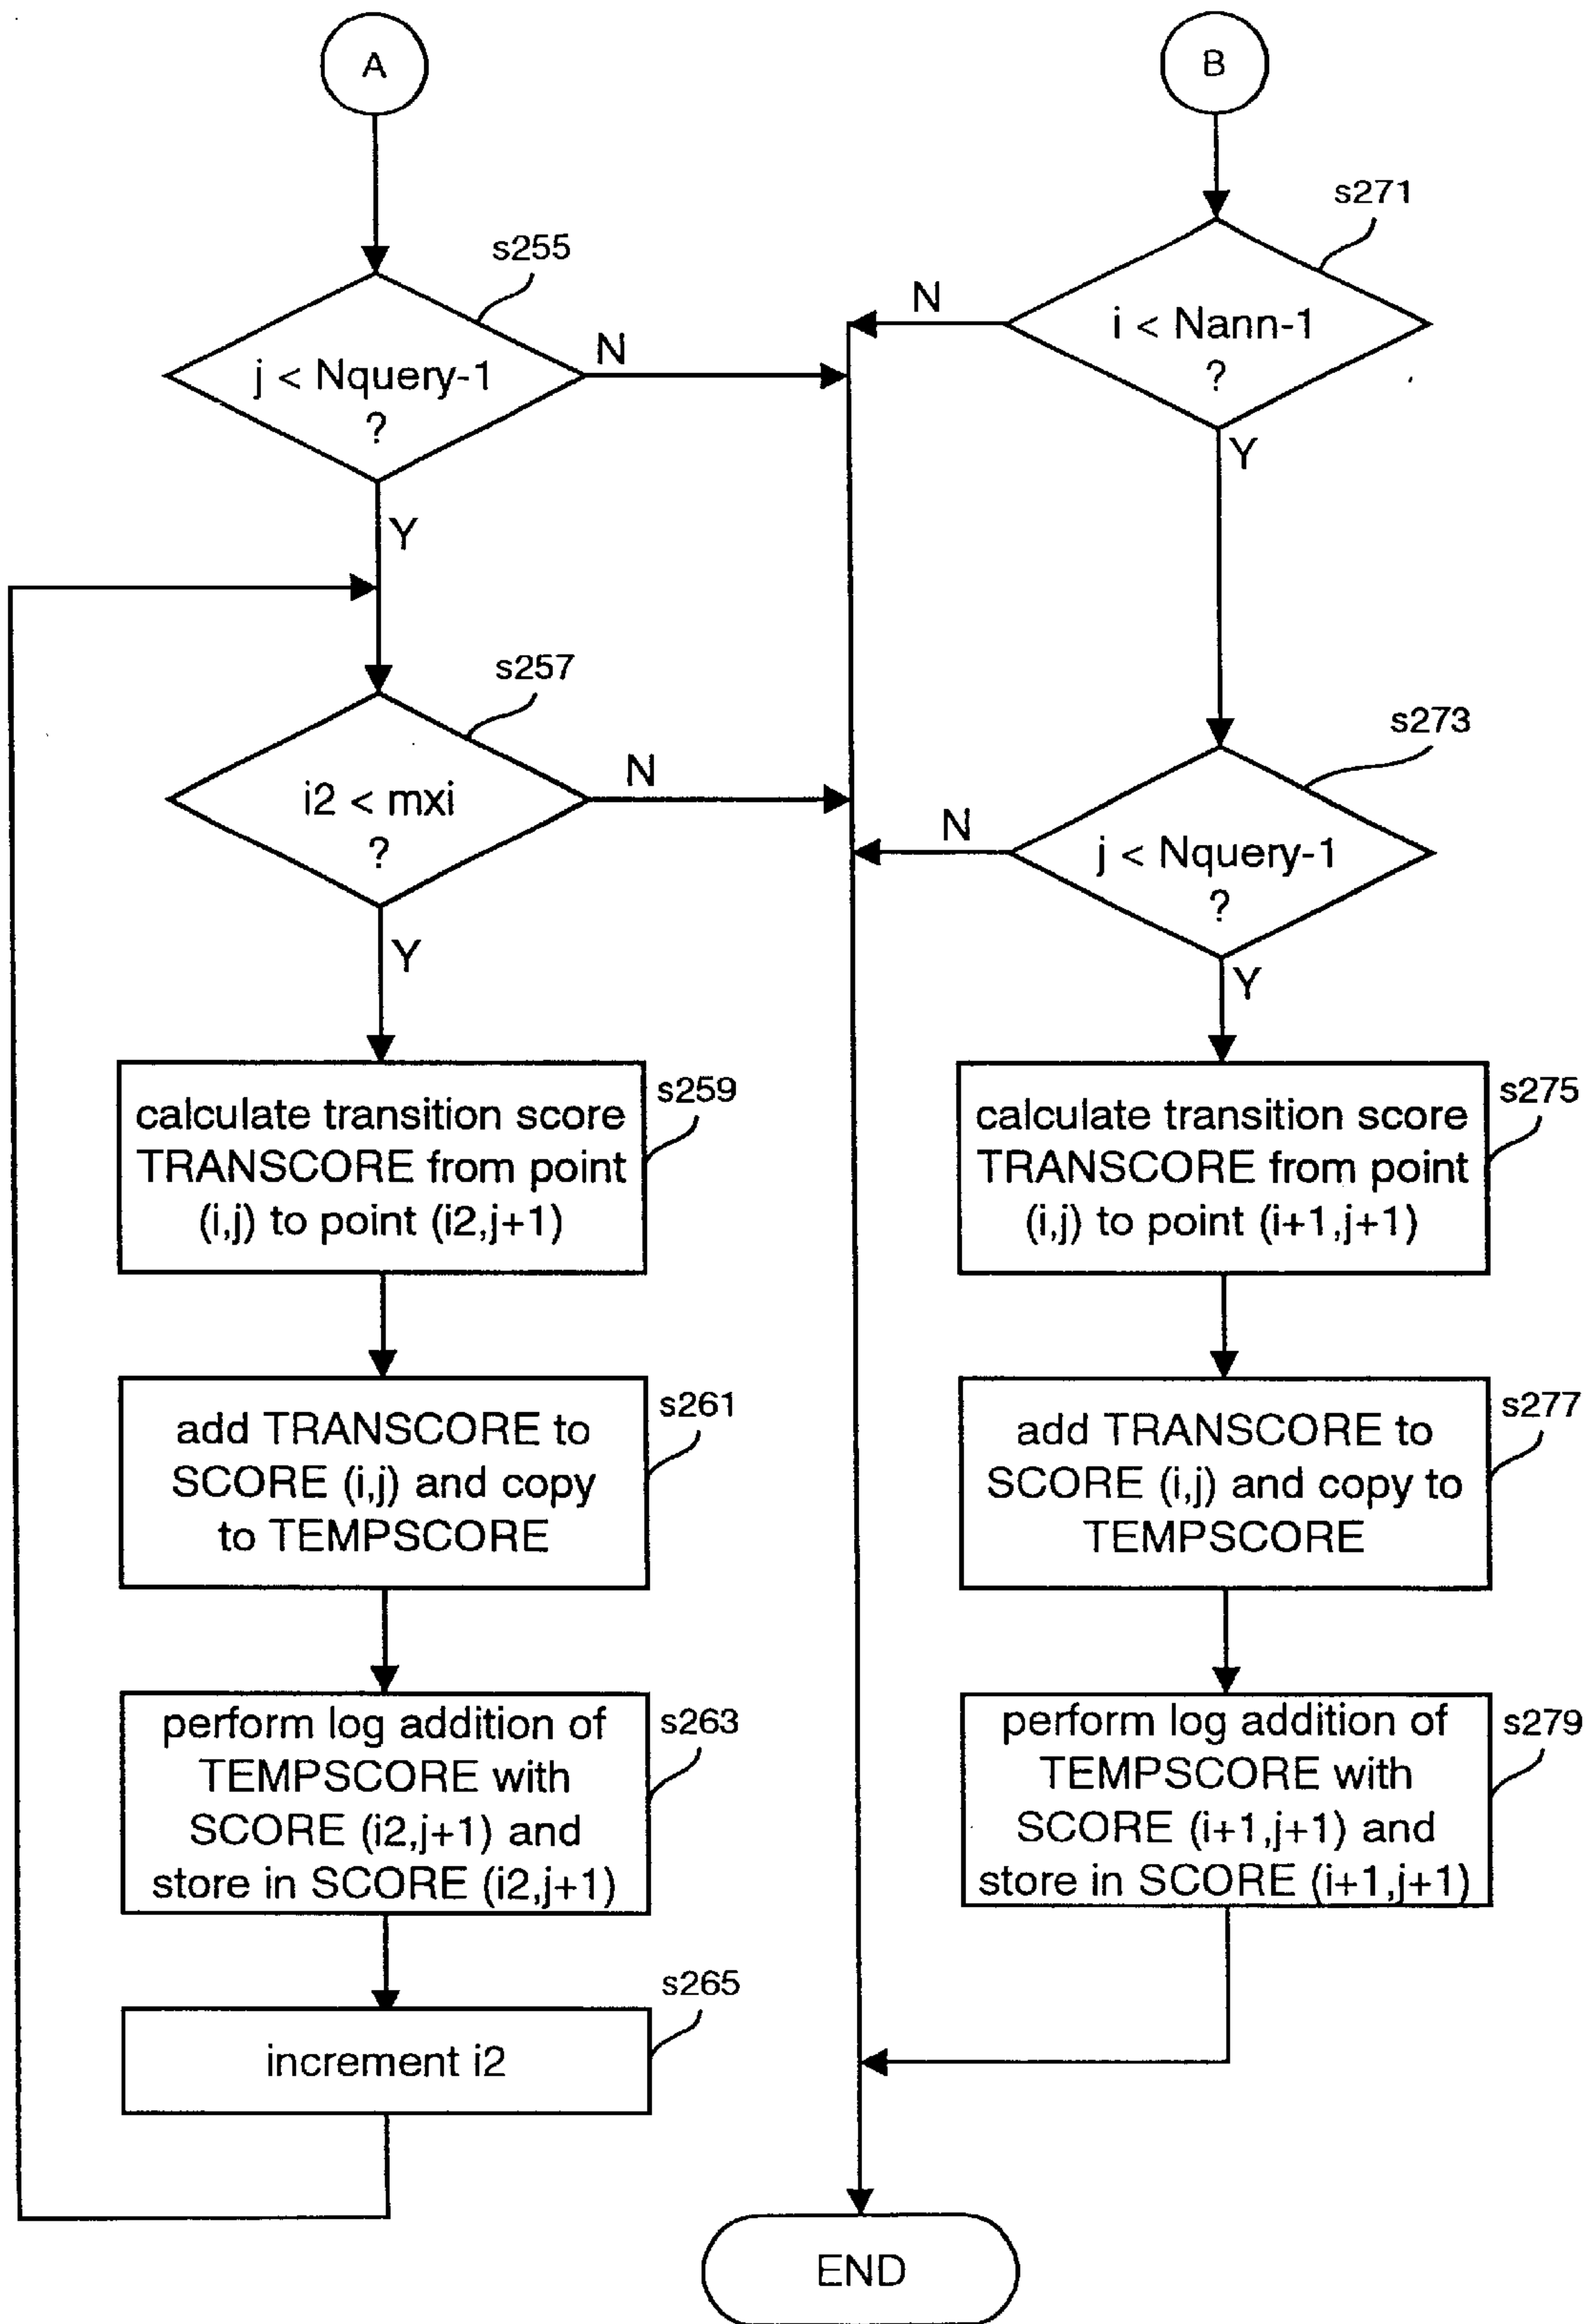 A
s255
j < Nquery-1
?
N
Y
s257
i2 < mxi
?
N
Y
s259
calculate transition score
TRANSCORE from point
(i,j) to point (i2,j+1)
s261
add TRANSCORE to
SCORE (i,j) and copy
to TEMPSCORE
s263
perform log addition of
TEMPSCORE with
SCORE (i2,j+1) and
store in SCORE (i2,j+1)
s265
increment i2
B
s271
i < Nann-1
?
N
Y
s273
j < Nquery-1
?
N
Y
s275
calculate transition score
TRANSCORE from point
(i,j) to point (i+1,j+1)
s277
add TRANSCORE to
SCORE (i,j) and copy to
TEMPSCORE
s279
perform log addition of
TEMPSCORE with
SCORE (i+1,j+1) and
store in SCORE (i+1,j+1)
END